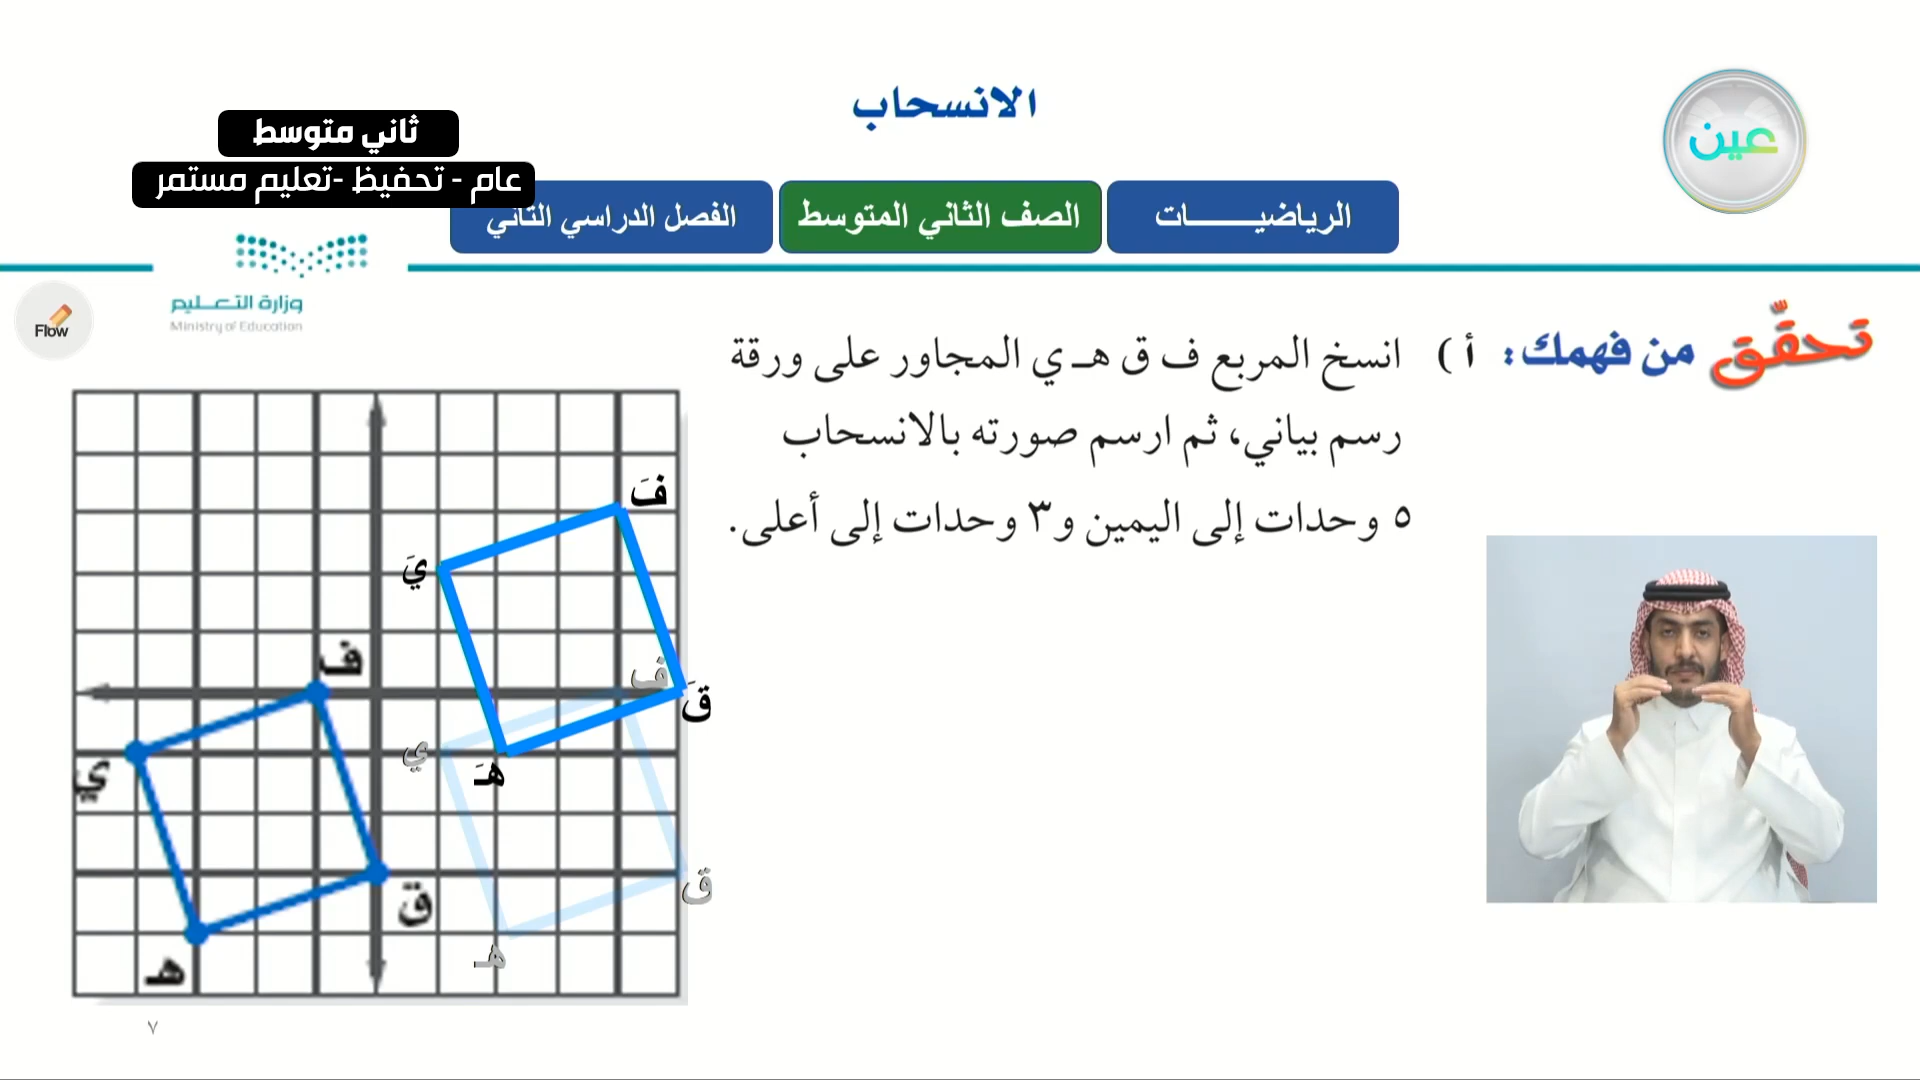 الانسحاب
عين
ثاني متوسط
عام - تحفيظ -تعليم مستمر
الرياضيـــــــات
الصف الثاني المتوسط
الفصل الدراسي الثاني
وزارة التعـــليم
Ministry of Education
Flow
تحقّق من فهمك: أ ) انسخ المربع ف ق هـ ي المجاور على ورقة
رسم بياني، ثم ارسم صورته بالانسحاب
٥ وحدات إلى اليمين و٣ وحدات إلى أعلى.
فَ
يَ
ف
ف
قَ
ي
هـَ
ي
ق
ق
هـ
هـ
٧